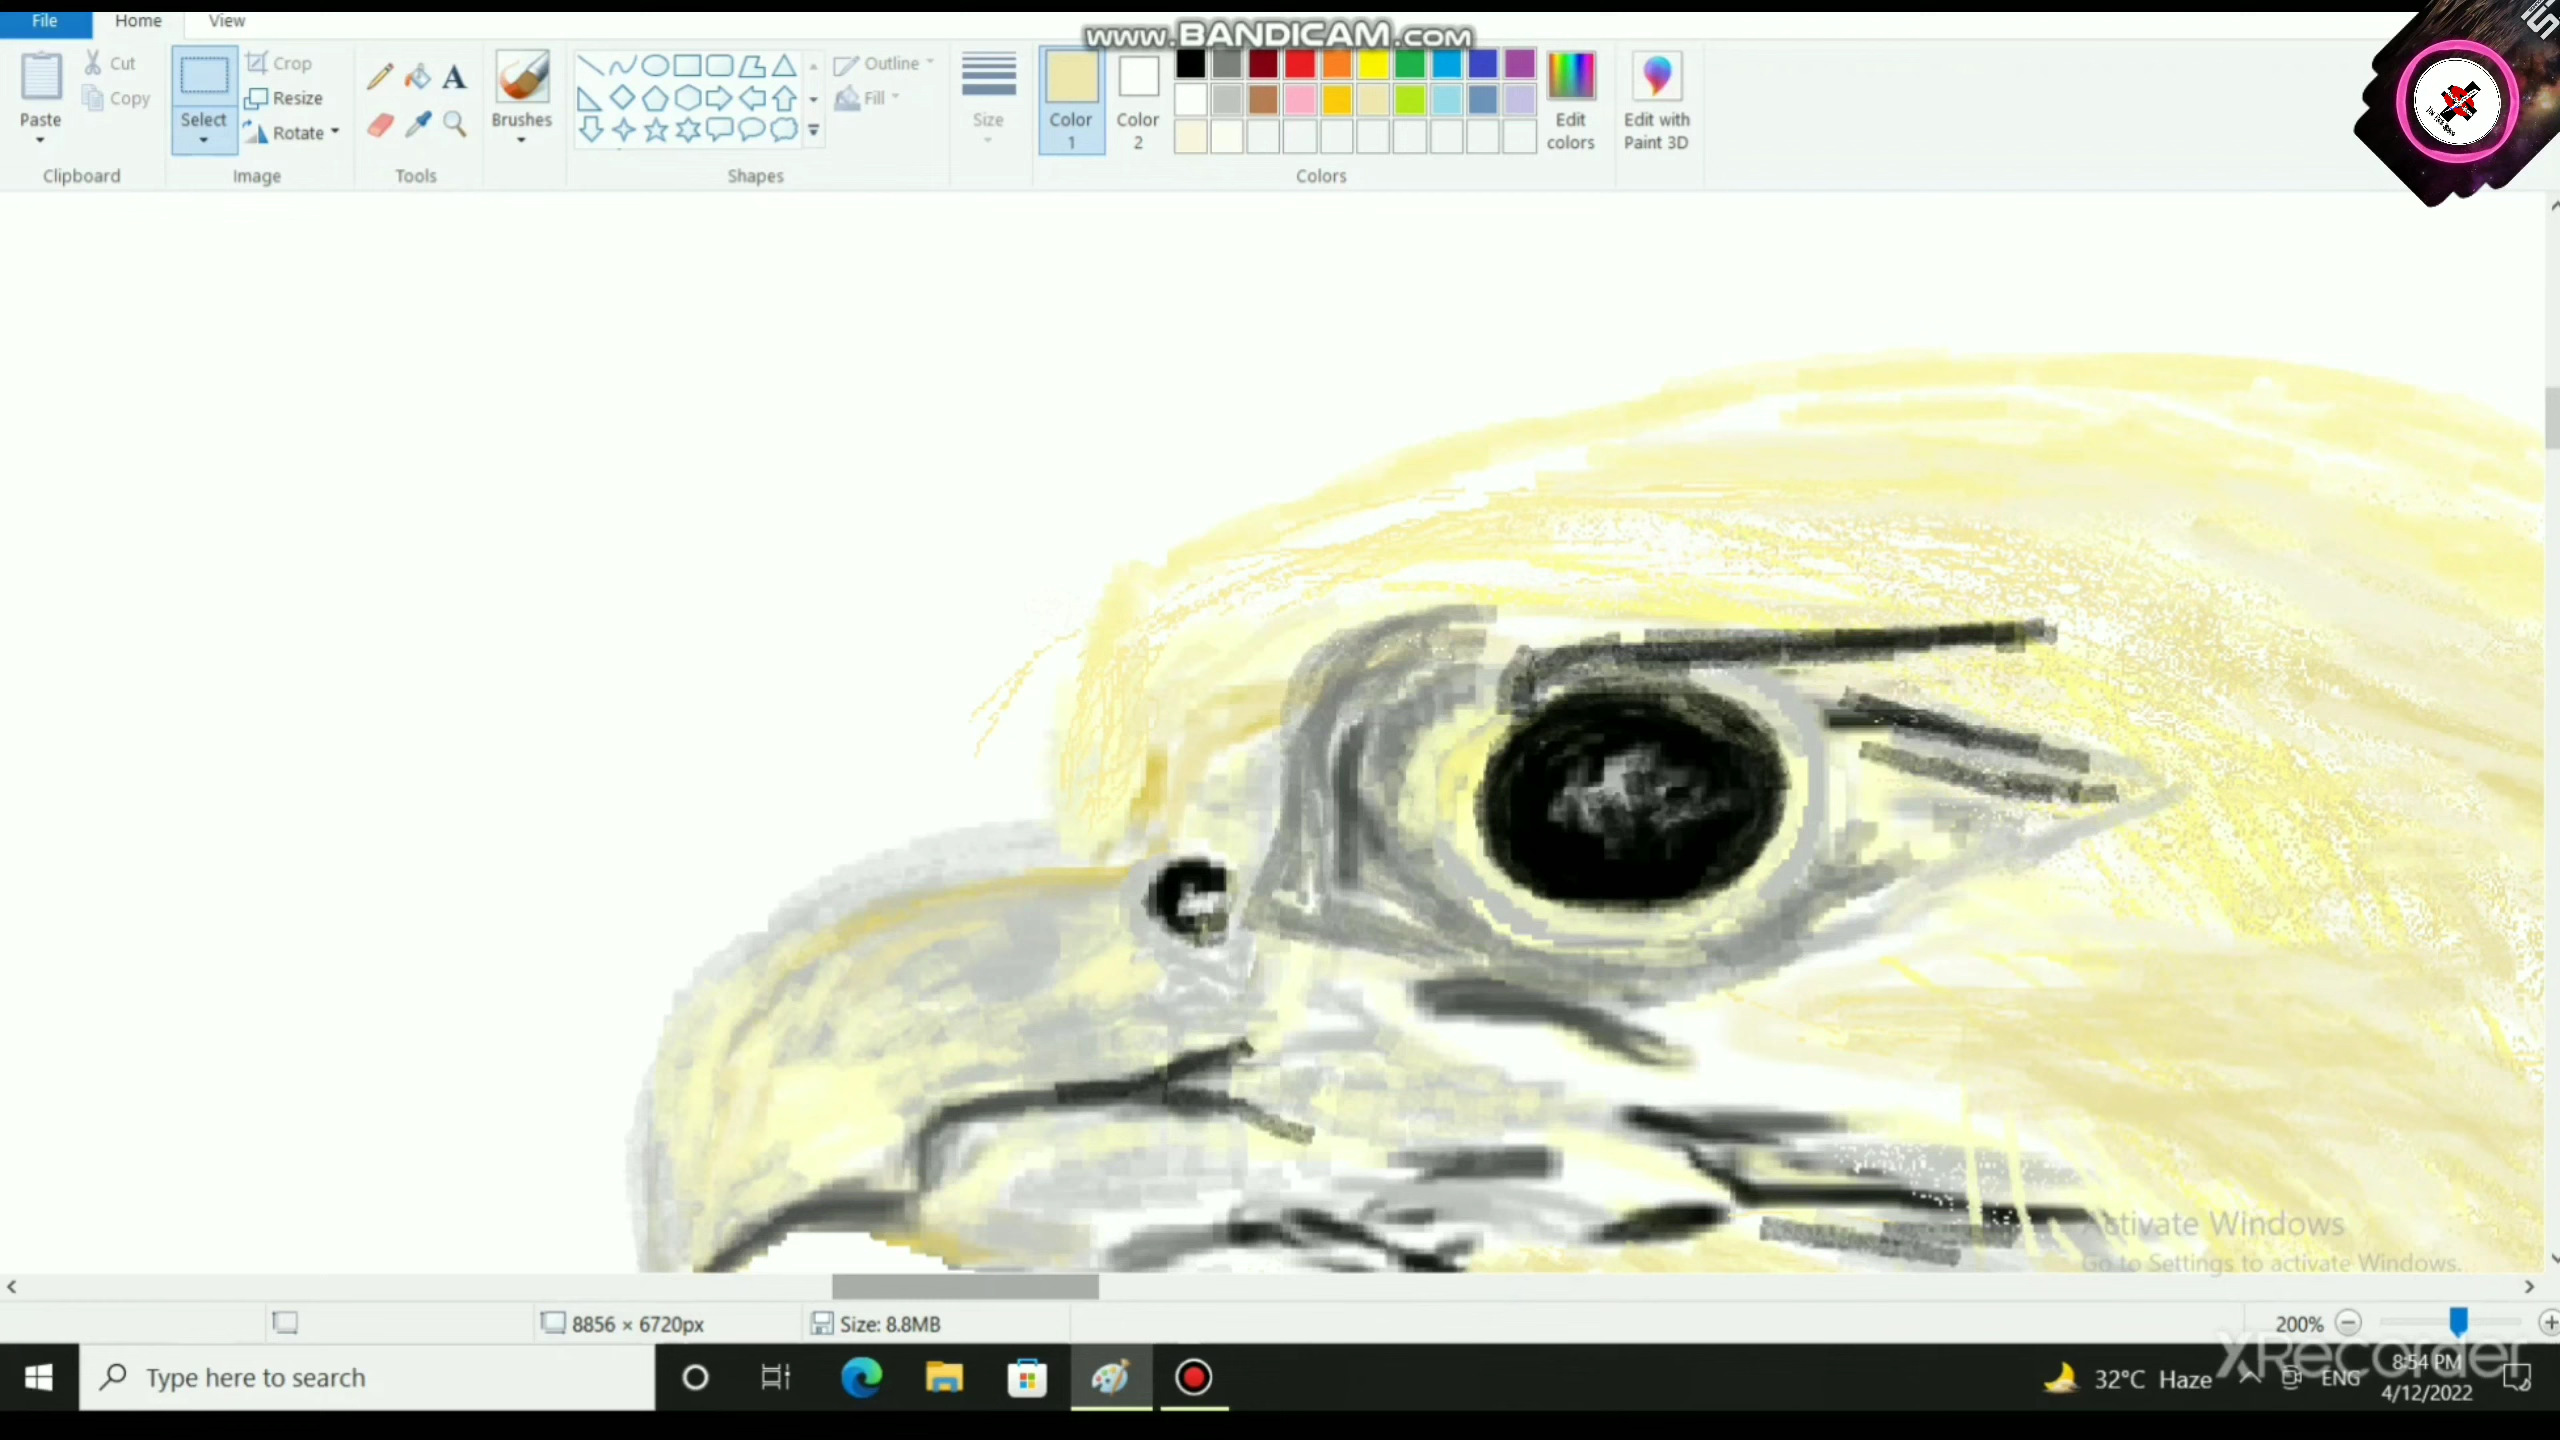 File Home View
www.BANDICAM.com
Cut
Copy
Paste
Clipboard
Select
Crop
Resize
Rotate
Image
A
Tools
Brushes
Shapes
Outline
Fill
Size
Color
1
Color
2
Colors
Edit
colors
Edit with
Paint 3D
Activate Windows
Go to Settings to activate Windows.
8856 × 6720px
Size: 8.8MB
200%
XRecorder
Type here to search
32°C Haze
ENG
8:54 PM
4/12/2022